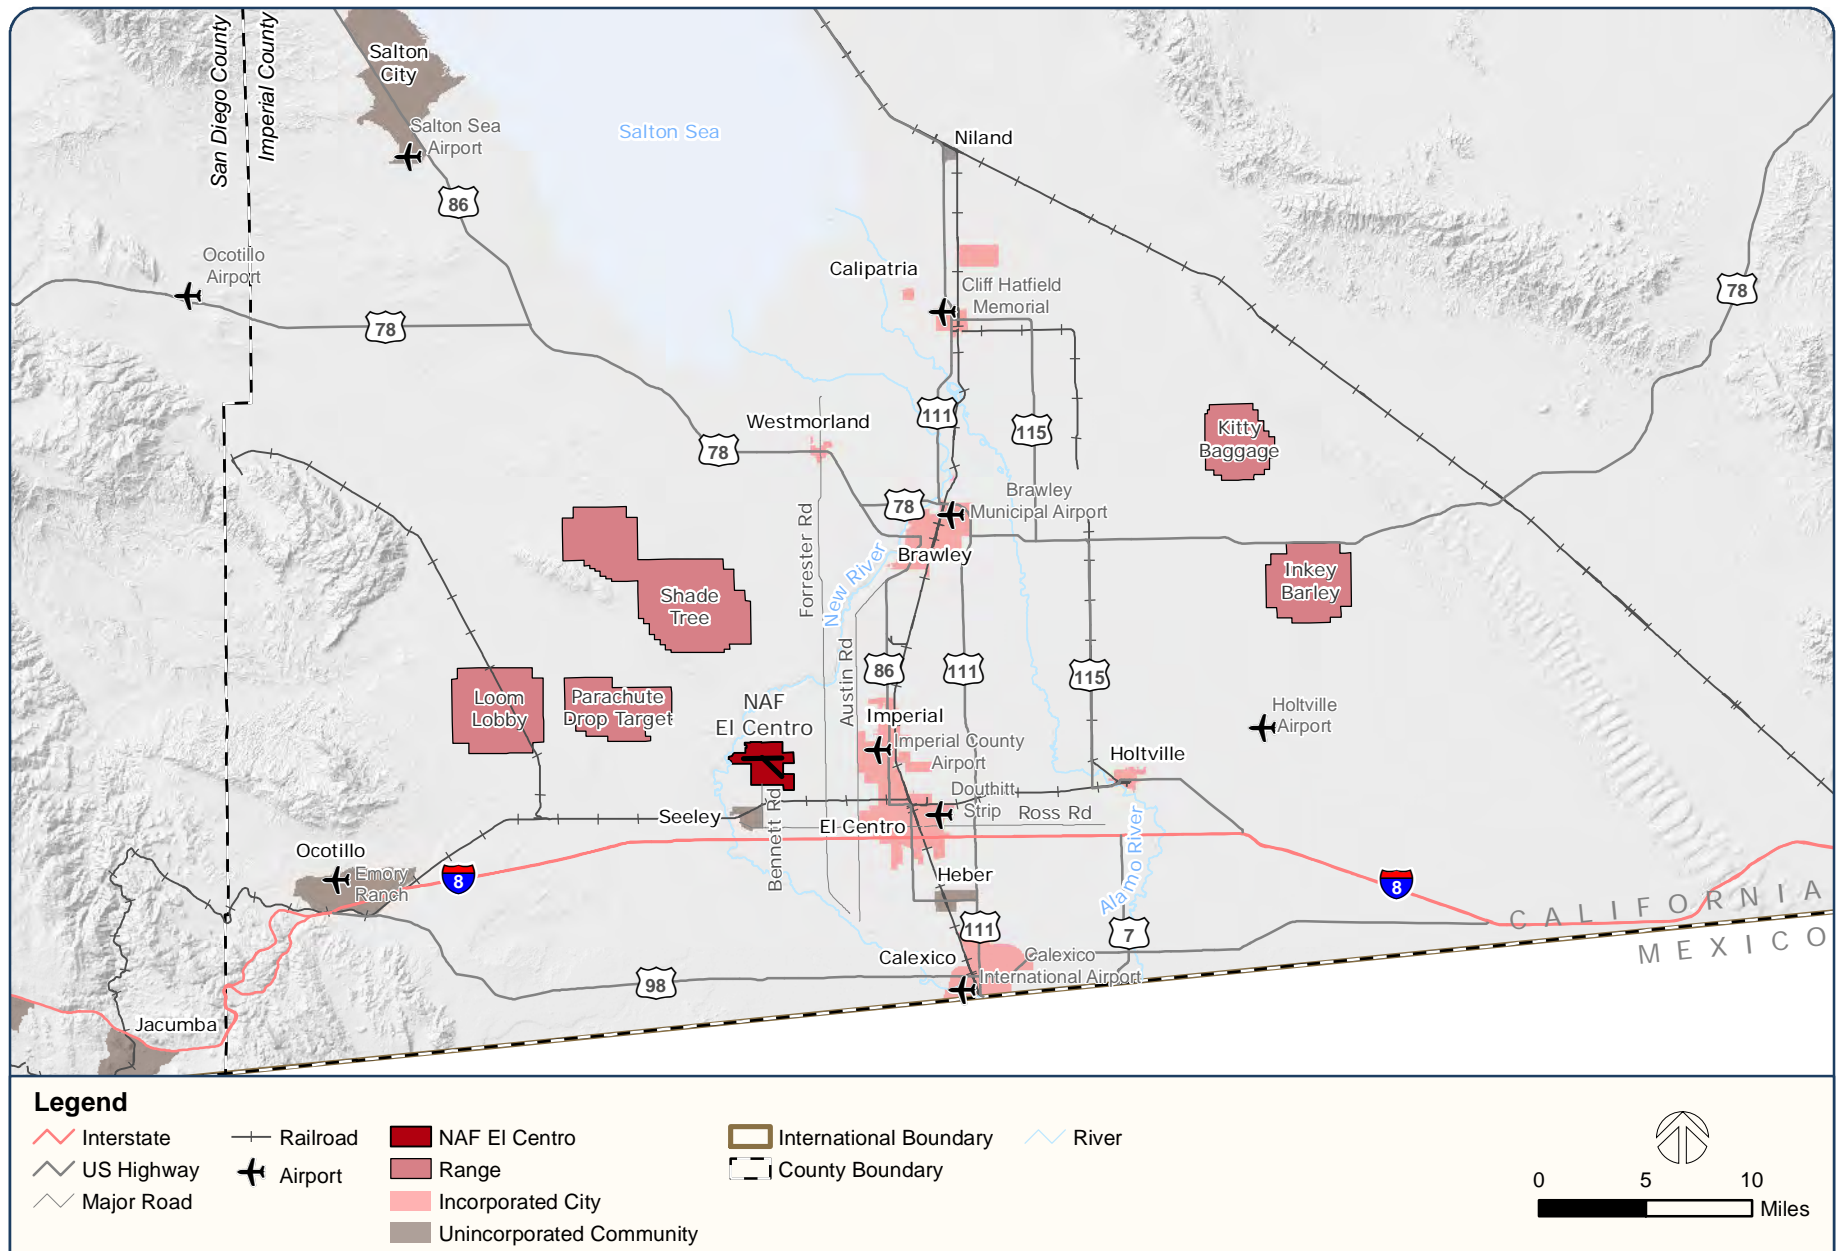 San Diego County
Imperial County
Salton
City
Salton Sea
Airport
Salton Sea
Niland
86
Ocotillo
Airport
78
Calipatria
Cliff Hatfield
Memorial
78
111
115
Westmorland
78
Kitty
Baggage
78
Brawley
Municipal Airport
Brawley
Forrester Rd
New River
Shade
Tree
Inkey
Barley
Austin Rd
86
111
115
Loom
Lobby
Parachute
Drop Target
NAF
El Centro
Imperial
Imperial County
Airport
Holtville
Airport
Holtville
Douthitt
Strip
Ross Rd
Seeley
Bennett Rd
El Centro
Alamo River
Ocotillo
Emory
Ranch
8
Heber
8
111
7
CALIFORNIA
MEXICO
Calexico
Calexico
International Airport
98
Jacumba
Legend
Interstate
US Highway
Major Road
Railroad
Airport
NAF El Centro
Range
Incorporated City
Unincorporated Community
International Boundary
County Boundary
River
0 5 10
Miles